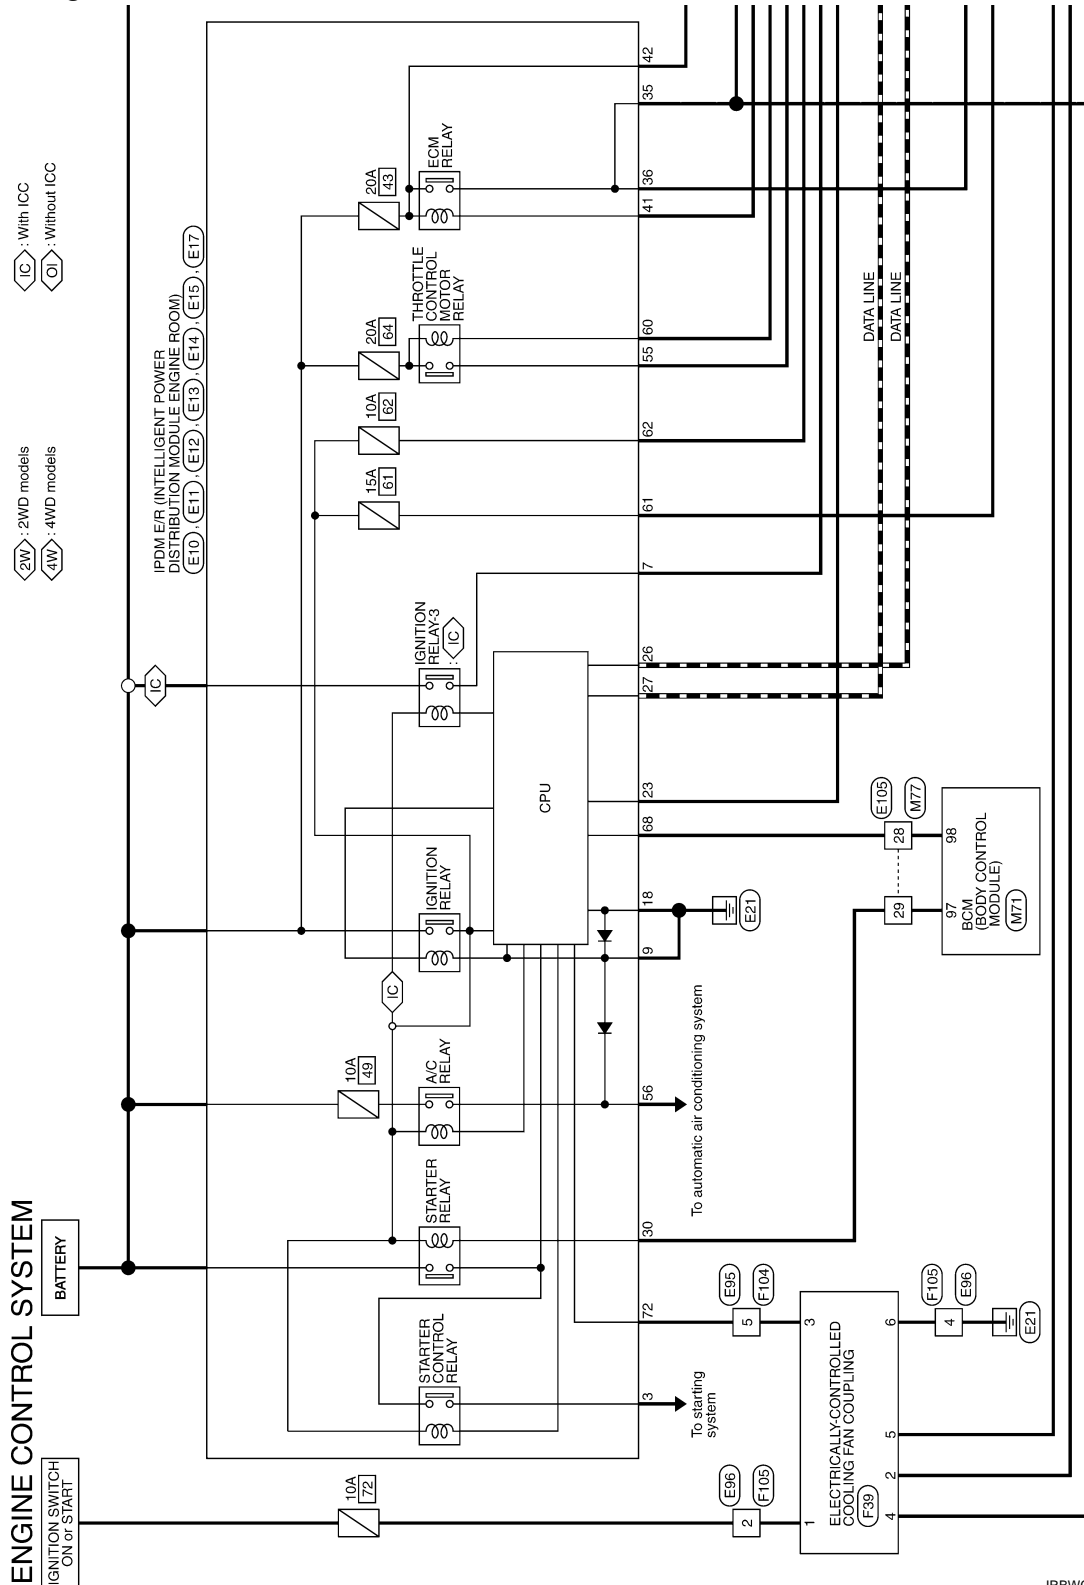 ENGINE CONTROL SYSTEM
IGNITION SWITCH
ON or START
BATTERY
2W : 2WD models
4W : 4WD models
IC : With ICC
OI : Without ICC
IPDM E/R (INTELLIGENT POWER
DISTRIBUTION MODULE ENGINE ROOM)
E10 , E11 , E12 , E13 , E14 , E15 , E17
IC
10A
72
10A
49
15A
61
10A
62
20A
64
20A
43
STARTER
CONTROL
RELAY
STARTER
RELAY
A/C
RELAY
IC
IGNITION
RELAY
IGNITION
RELAY-3
: IC
THROTTLE
CONTROL
MOTOR
RELAY
ECM
RELAY
CPU
3
72
30
56
9
18
68
23
27
26
7
61
62
55
60
41
36
35
42
To starting
system
To automatic air conditioning system
E21
DATA LINE
DATA LINE
E96
F105
2
E95
F104
5
1
3
ELECTRICALLY-CONTROLLED
COOLING FAN COUPLING
F39
4
2
5
6
F105
E96
4
E21
E105
M77
29
28
97
98
BCM
(BODY CONTROL
MODULE)
M71